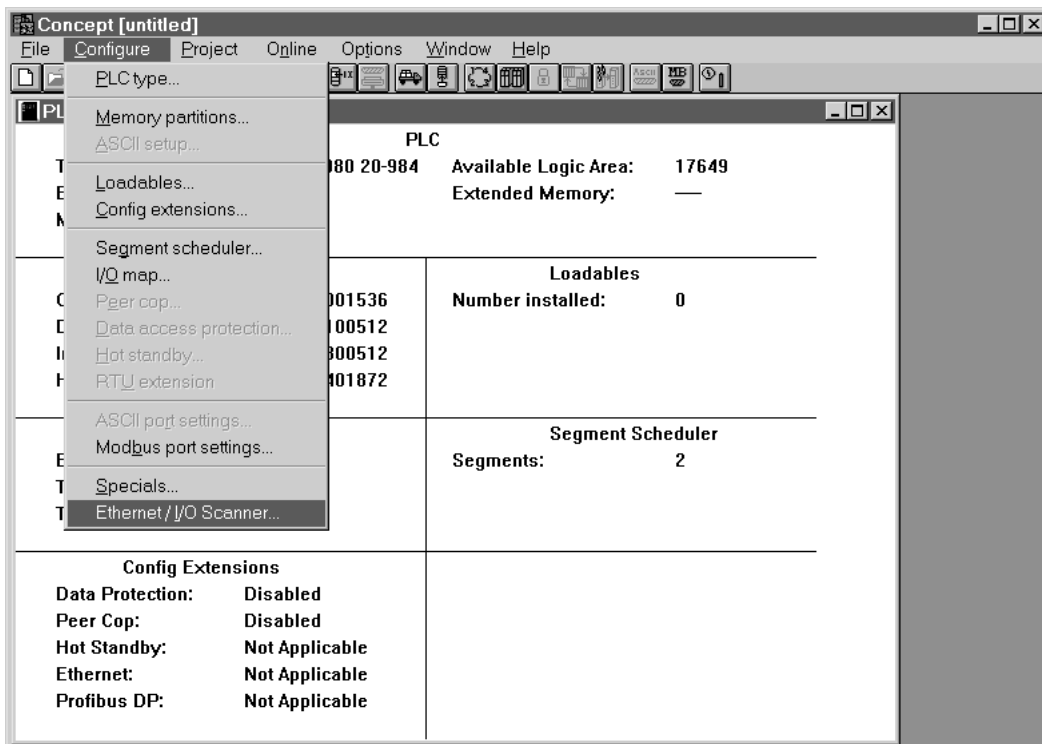 Concept [untitled]
File Configure Project Online Options Window Help
PLC type...
Memory partitions...
ASCII setup...
Loadables...
Config extensions...
Segment scheduler...
I/O map...
Peer cop...
Data access protection...
Hot standby...
RTU extension
ASCII port settings...
Modbus port settings...
Specials...
Ethernet / I/O Scanner...
PLC
20-984 Available Logic Area: 17649
Extended Memory:
Loadables
001536 Number installed: 0
100512
300512
401872
Segment Scheduler
Segments: 2
Config Extensions
Data Protection: Disabled
Peer Cop: Disabled
Hot Standby: Not Applicable
Ethernet: Not Applicable
Profibus DP: Not Applicable